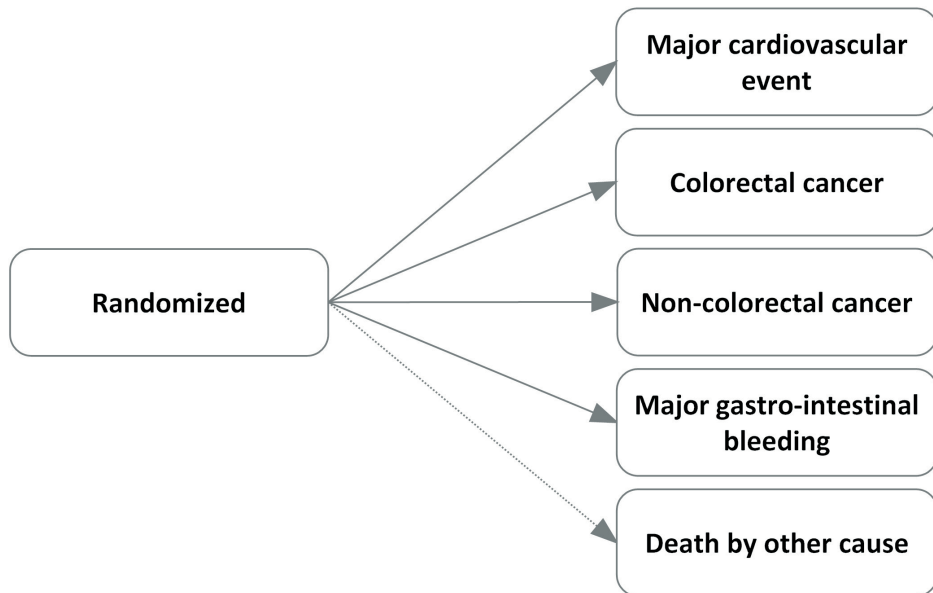 Major cardiovascular
event
Colorectal cancer
Randomized
Non-colorectal cancer
Major gastro-intestinal
bleeding
Death by other cause